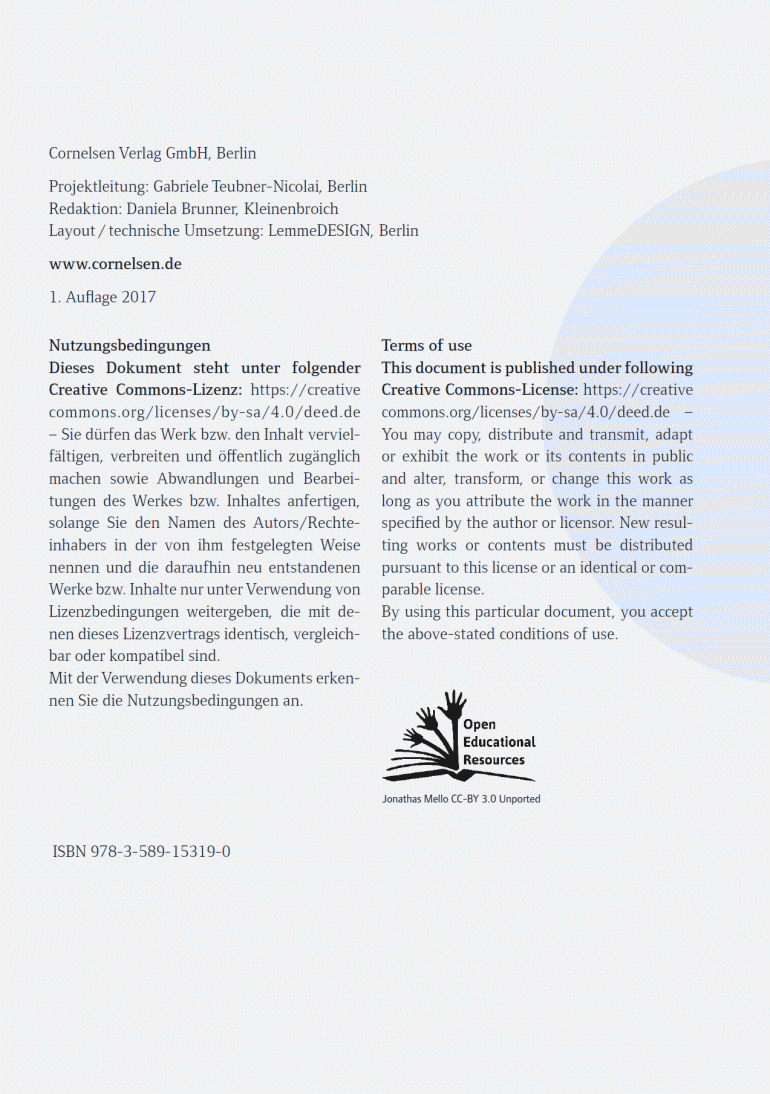 Cornelsen Verlag GmbH, Berlin
Projektleitung: Gabriele Teubner-Nicolai, Berlin
Redaktion: Daniela Brunner, Kleinenbroich
Layout / technische Umsetzung: LemmeDESIGN, Berlin
www.cornelsen.de
1. Auflage 2017
Nutzungsbedingungen
Dieses Dokument steht unter folgender
Creative Commons-Lizenz: https://creative
commons.org/licenses/by-sa/4.0/deed.de
– Sie dürfen das Werk bzw. den Inhalt verviel-
fältigen, verbreiten und öffentlich zugänglich
machen sowie Abwandlungen und Bearbei-
tungen des Werkes bzw. Inhaltes anfertigen,
solange Sie den Namen des Autors/Rechte-
inhabers in der von ihm festgelegten Weise
nennen und die daraufhin neu entstandenen
Werke bzw. Inhalte nur unter Verwendung von
Lizenzbedingungen weitergeben, die mit de-
nen dieses Lizenzvertrags identisch, vergleich-
bar oder kompatibel sind.
Mit der Verwendung dieses Dokuments erken-
nen Sie die Nutzungsbedingungen an.
Terms of use
This document is published under following
Creative Commons-License: https://creative
commons.org/licenses/by-sa/4.0/deed.de –
You may copy, distribute and transmit, adapt
or exhibit the work or its contents in public
and alter, transform, or change this work as
long as you attribute the work in the manner
specified by the author or licensor. New resul-
ting works or contents must be distributed
pursuant to this license or an identical or com-
parable license.
By using this particular document, you accept
the above-stated conditions of use.
Open
Educational
Resources
Jonathas Mello CC-BY 3.0 Unported
ISBN 978-3-589-15319-0